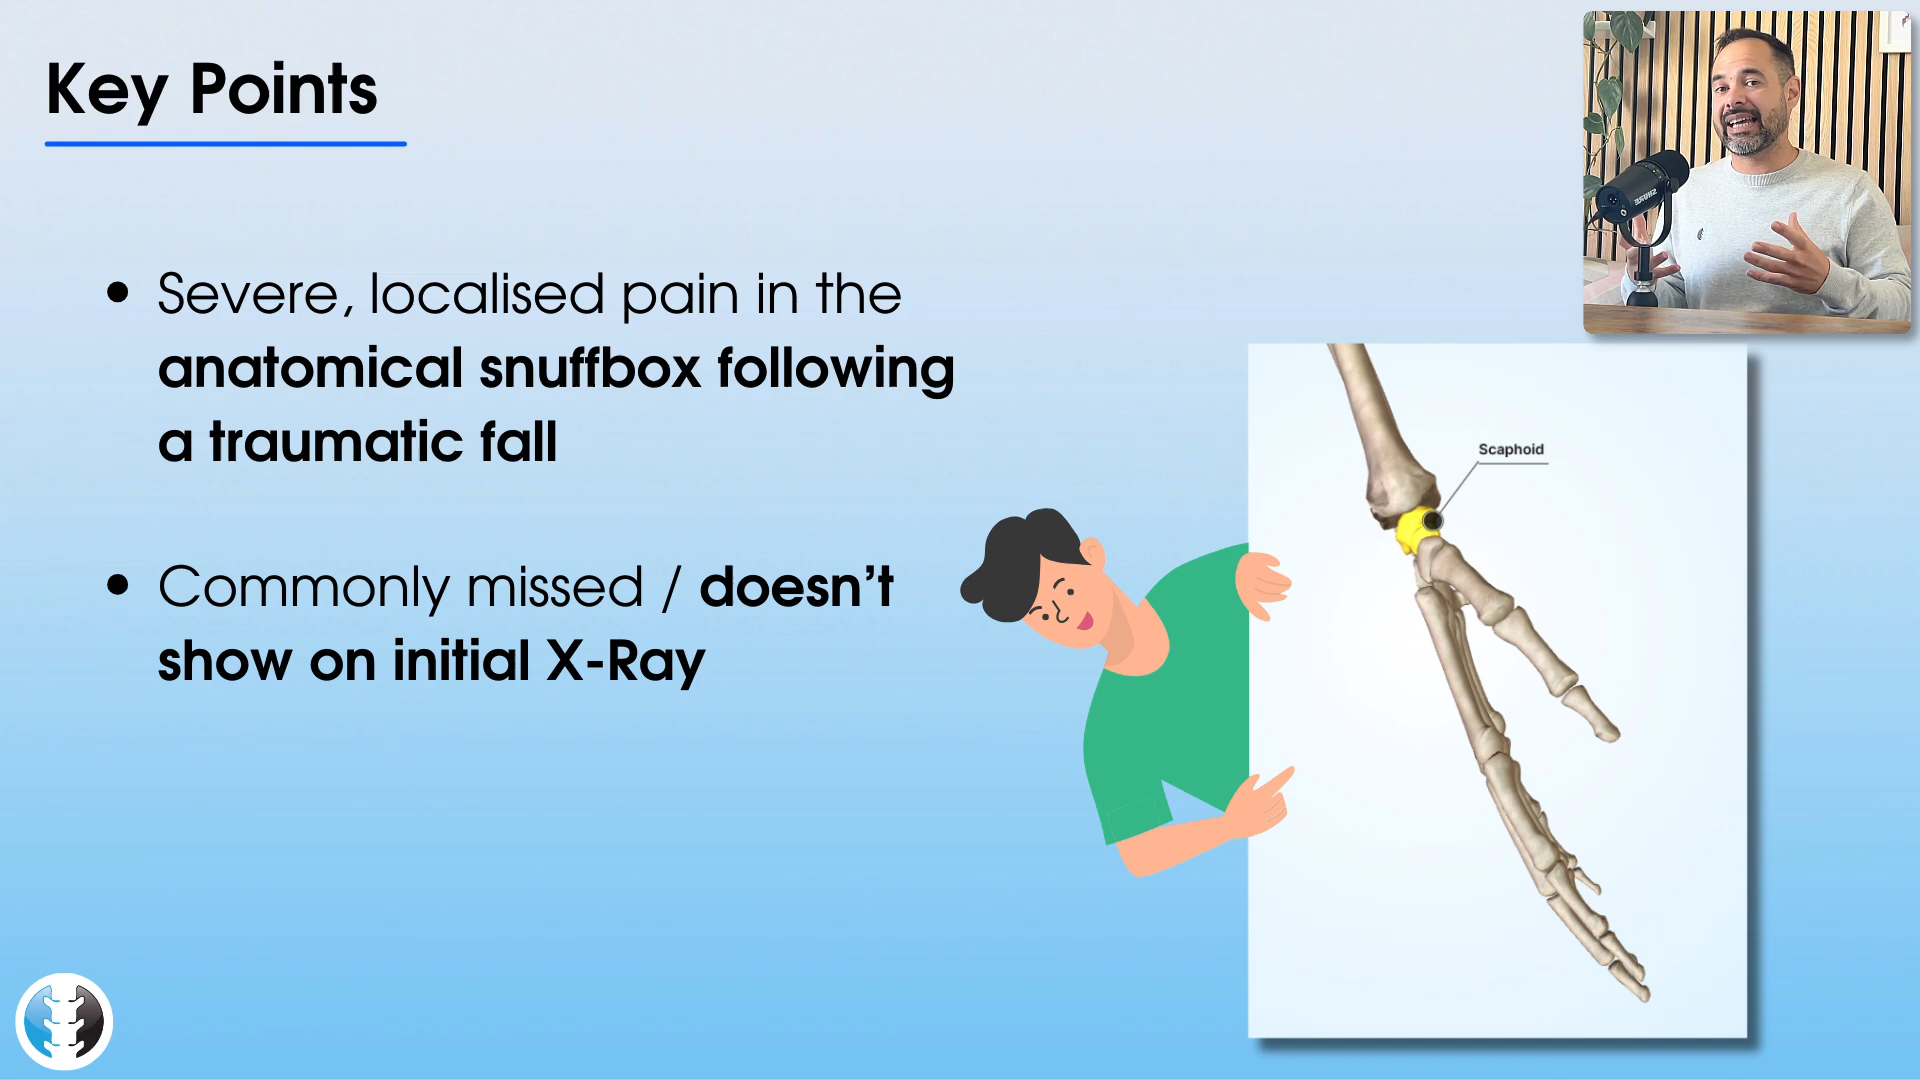 Key Points
• Severe, localised pain in the
anatomical snuffbox following
a traumatic fall
• Commonly missed / doesn’t
show on initial X-Ray
Scaphoid
SHURE